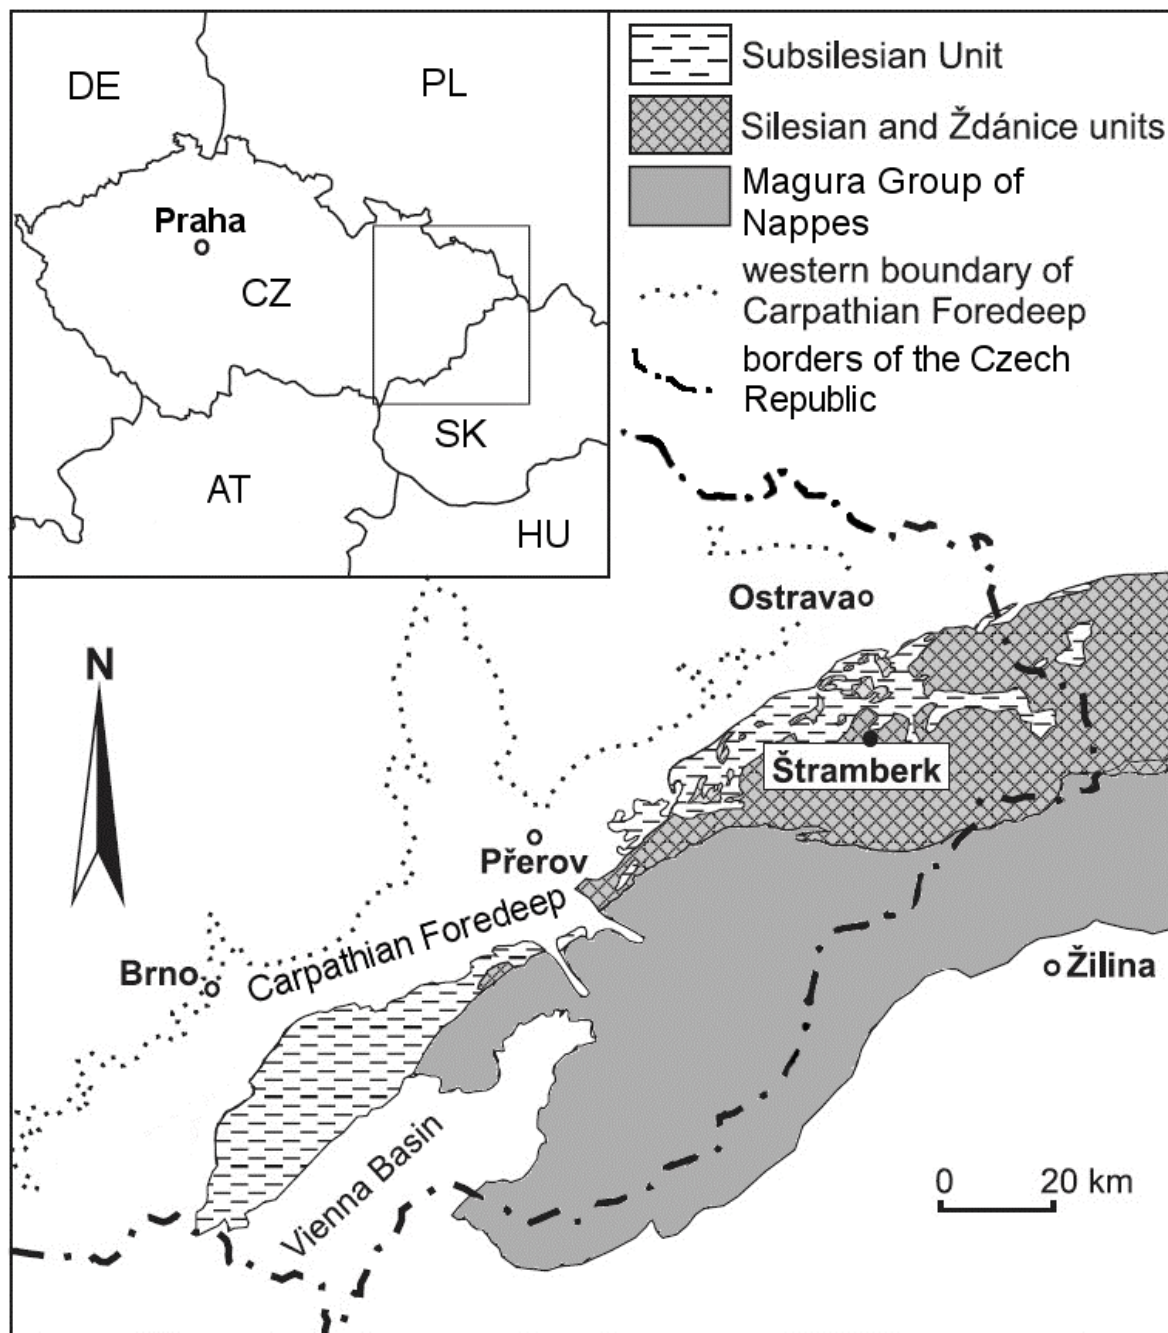 DE
PL
Praha
CZ
SK
AT
HU
Subsilesian Unit
Silesian and Ždánice units
Magura Group of
Nappes
western boundary of
Carpathian Foredeep
borders of the Czech
Republic
N
Ostrava
Štramberk
Přerov
Carpathian Foredeep
Brno
Žilina
Vienna Basin
0 20 km